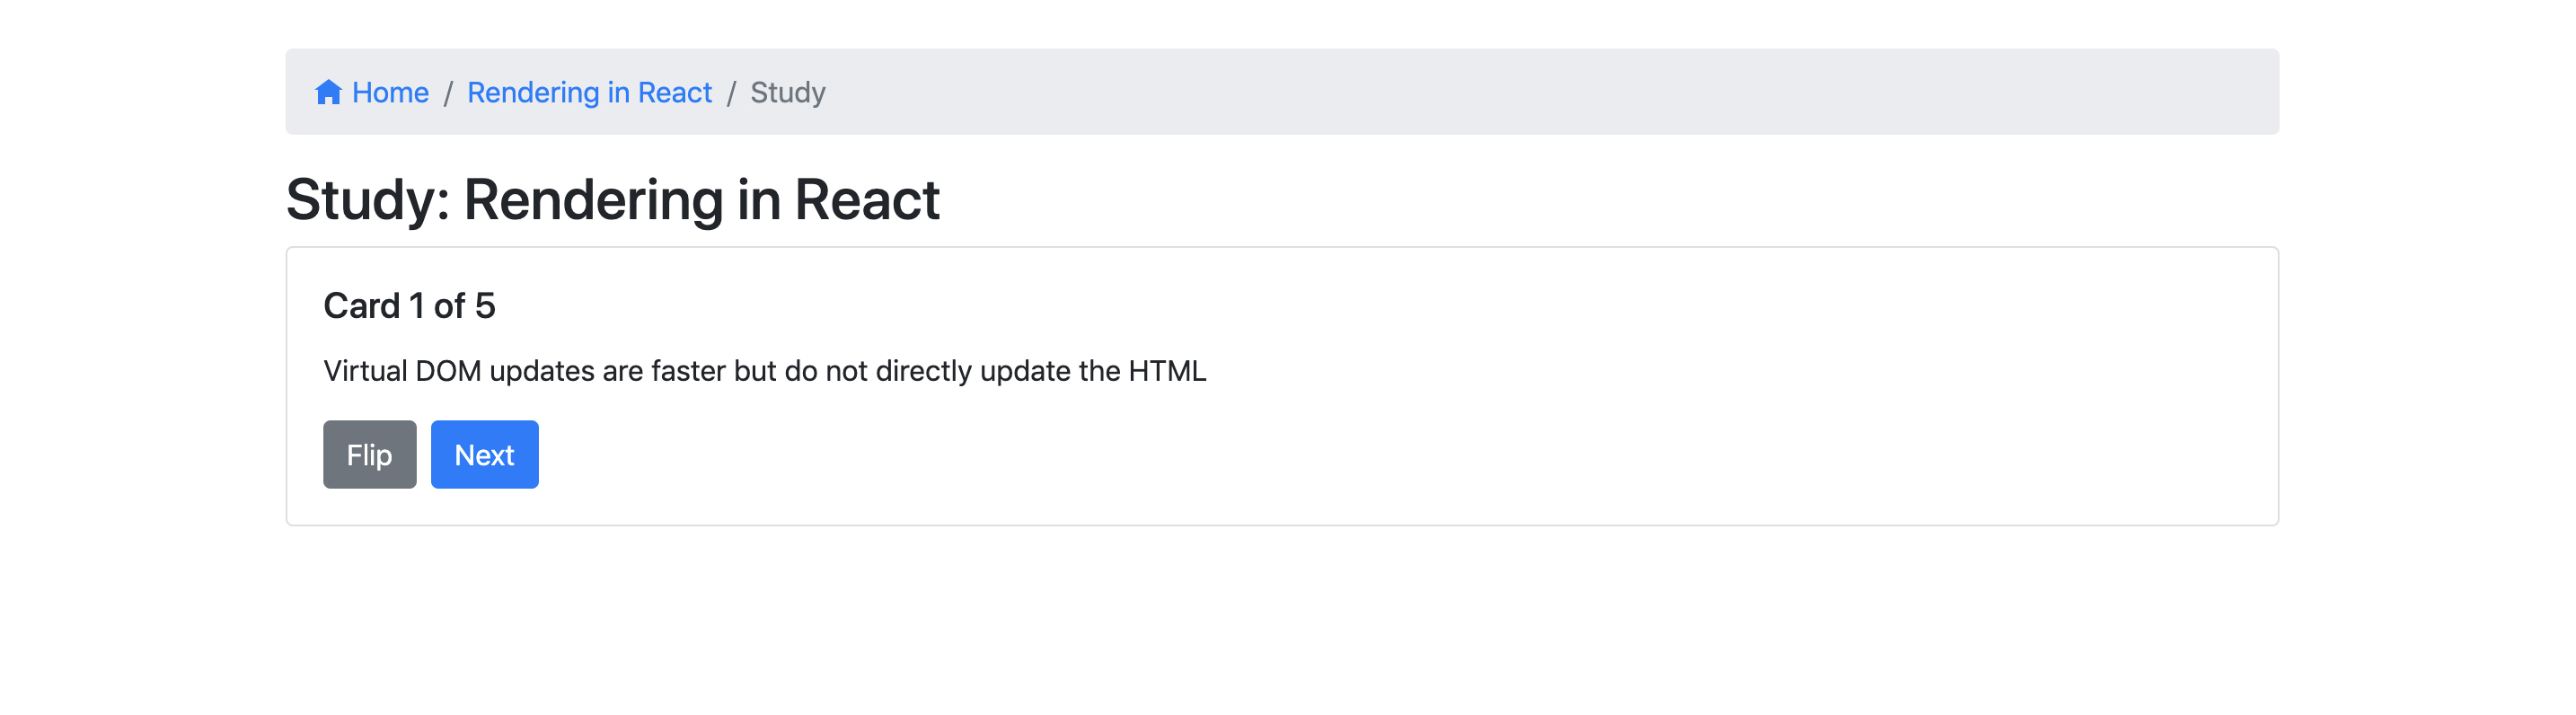 Home / Rendering in React / Study
Study: Rendering in React
Card 1 of 5
Virtual DOM updates are faster but do not directly update the HTML
Flip Next